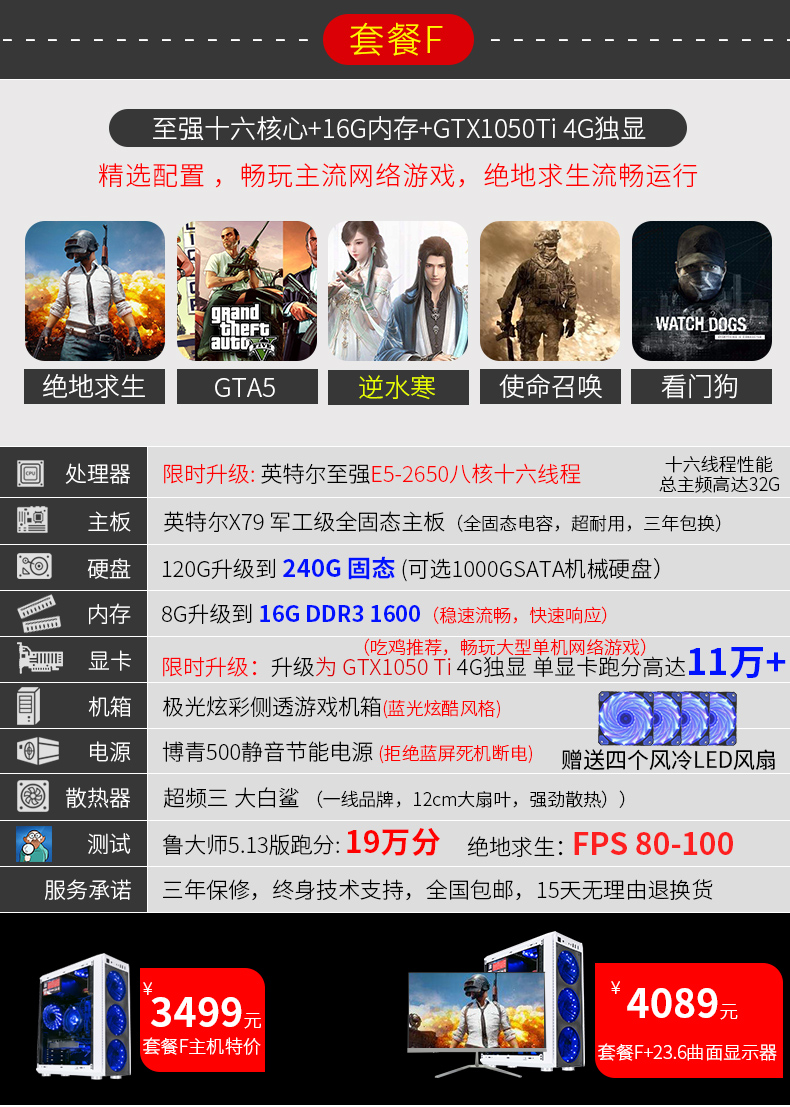 套餐F
至强十六核心+16G内存+GTX1050Ti 4G独显
精选配置 ，畅玩主流网络游戏，绝地求生流畅运行
grand
theft
auto
WATCH_DOGS
绝地求生
GTA5
逆水寒
使命召唤
看门狗
CPU
处理器
限时升级: 英特尔至强E5-2650八核十六线程
十六线程性能
总主频高达32G
主板
英特尔X79 军工级全固态主板（全固态电容，超耐用，三年包换）
硬盘
120G升级到 240G 固态 (可选1000GSATA机械硬盘）
内存
8G升级到 16G DDR3 1600（稳速流畅，快速响应）
显卡
（吃鸡推荐，畅玩大型单机网络游戏）
限时升级：升级为 GTX1050 Ti 4G独显 单显卡跑分高达11万+
机箱
极光炫彩侧透游戏机箱(蓝光炫酷风格)
电源
博青500静音节能电源 (拒绝蓝屏死机断电)
赠送四个风冷LED风扇
散热器
超频三 大白鲨 （一线品牌，12cm大扇叶，强劲散热））
测试
鲁大师5.13版跑分: 19万分 绝地求生：FPS 80-100
服务承诺
三年保修，终身技术支持，全国包邮，15天无理由退换货
¥3499元
套餐F主机特价
¥4089元
套餐F+23.6曲面显示器